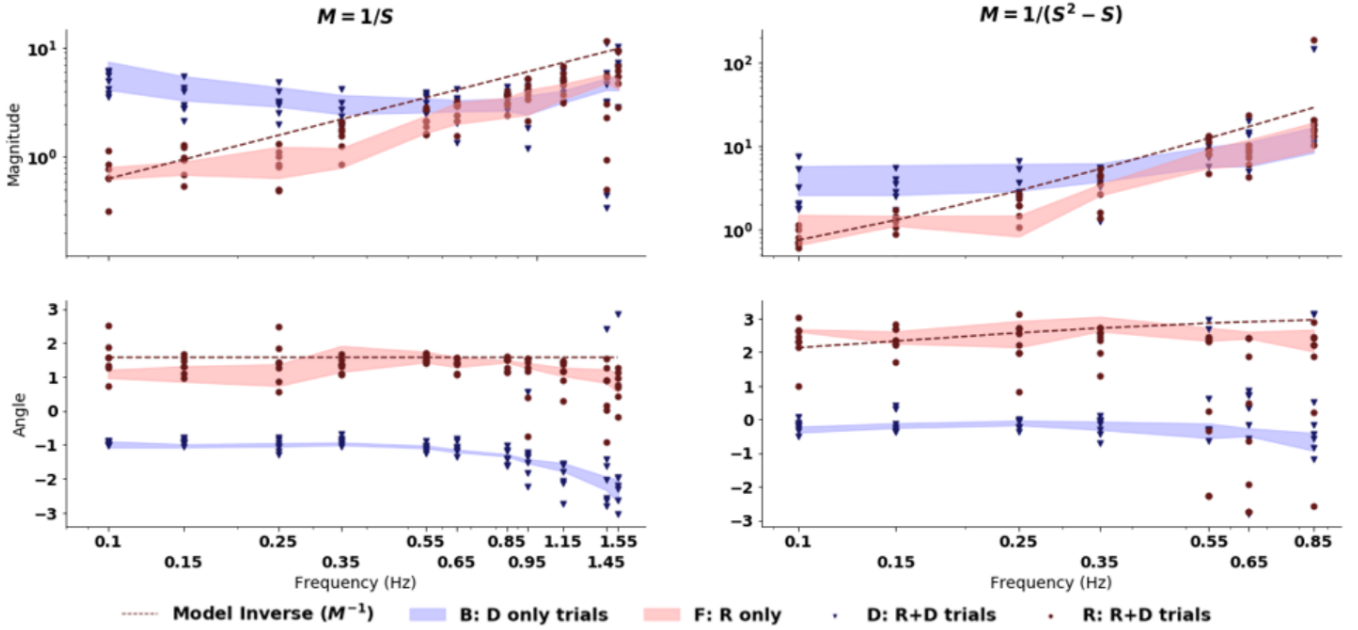 M = 1/S
M = 1/(S² − S)
Magnitude
10¹
10⁰
10²
10¹
10⁰
Angle
3
2
1
0
−1
−2
−3
3
2
1
0
−1
−2
−3
0.1 0.25 0.35 0.55 0.85 1.15 1.55
0.15 0.65 0.95 1.45
Frequency (Hz)
0.1 0.25 0.35 0.55 0.85
0.15 0.65
Frequency (Hz)
Model Inverse (M⁻¹) B: D only trials F: R only D: R+D trials R: R+D trials